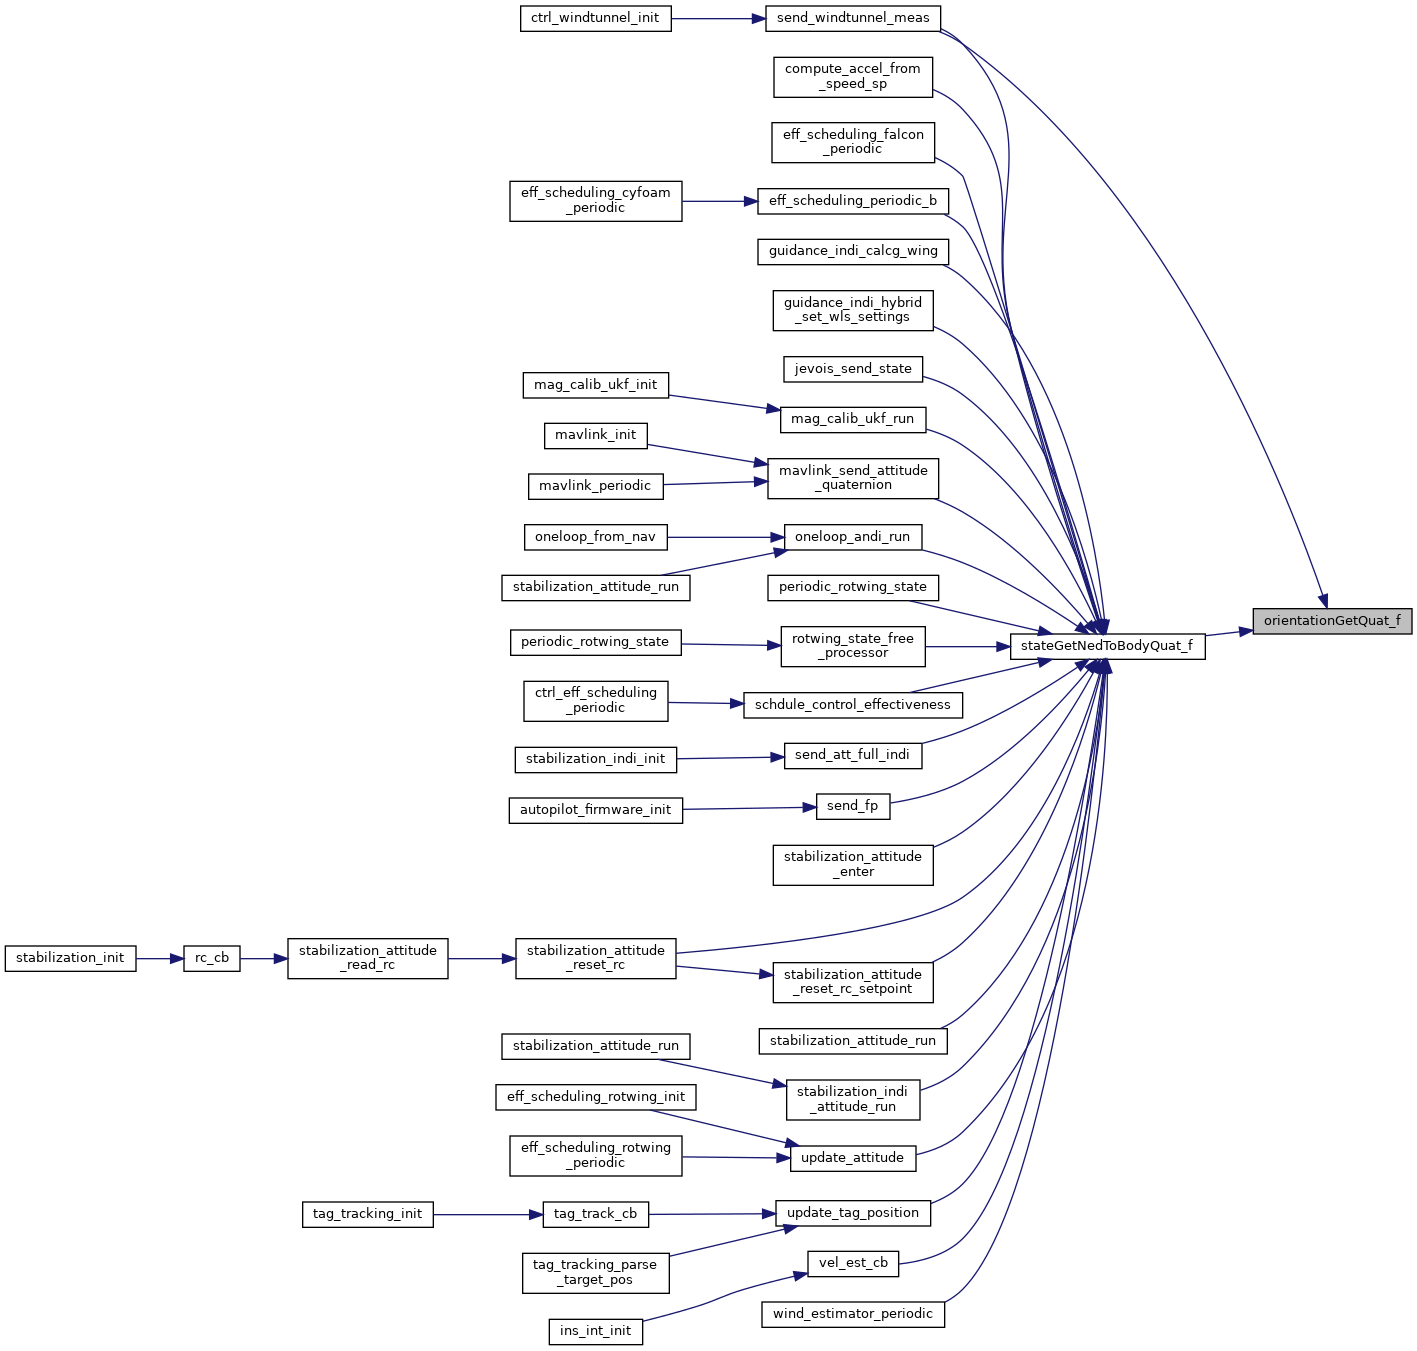 ctrl_windtunnel_init
send_windtunnel_meas
compute_accel_from
_speed_sp
eff_scheduling_falcon
_periodic
eff_scheduling_cyfoam
_periodic
eff_scheduling_periodic_b
guidance_indi_calcg_wing
guidance_indi_hybrid
_set_wls_settings
jevois_send_state
mag_calib_ukf_init
mag_calib_ukf_run
mavlink_init
mavlink_send_attitude
_quaternion
mavlink_periodic
oneloop_from_nav
oneloop_andi_run
stabilization_attitude_run
periodic_rotwing_state
orientationGetQuat_f
periodic_rotwing_state
rotwing_state_free
_processor
stateGetNedToBodyQuat_f
ctrl_eff_scheduling
_periodic
schdule_control_effectiveness
stabilization_indi_init
send_att_full_indi
autopilot_firmware_init
send_fp
stabilization_attitude
_enter
stabilization_init
rc_cb
stabilization_attitude
_read_rc
stabilization_attitude
_reset_rc
stabilization_attitude
_reset_rc_setpoint
stabilization_attitude_run
stabilization_attitude_run
stabilization_indi
_attitude_run
eff_scheduling_rotwing_init
eff_scheduling_rotwing
_periodic
update_attitude
tag_tracking_init
tag_track_cb
update_tag_position
tag_tracking_parse
_target_pos
vel_est_cb
wind_estimator_periodic
ins_int_init